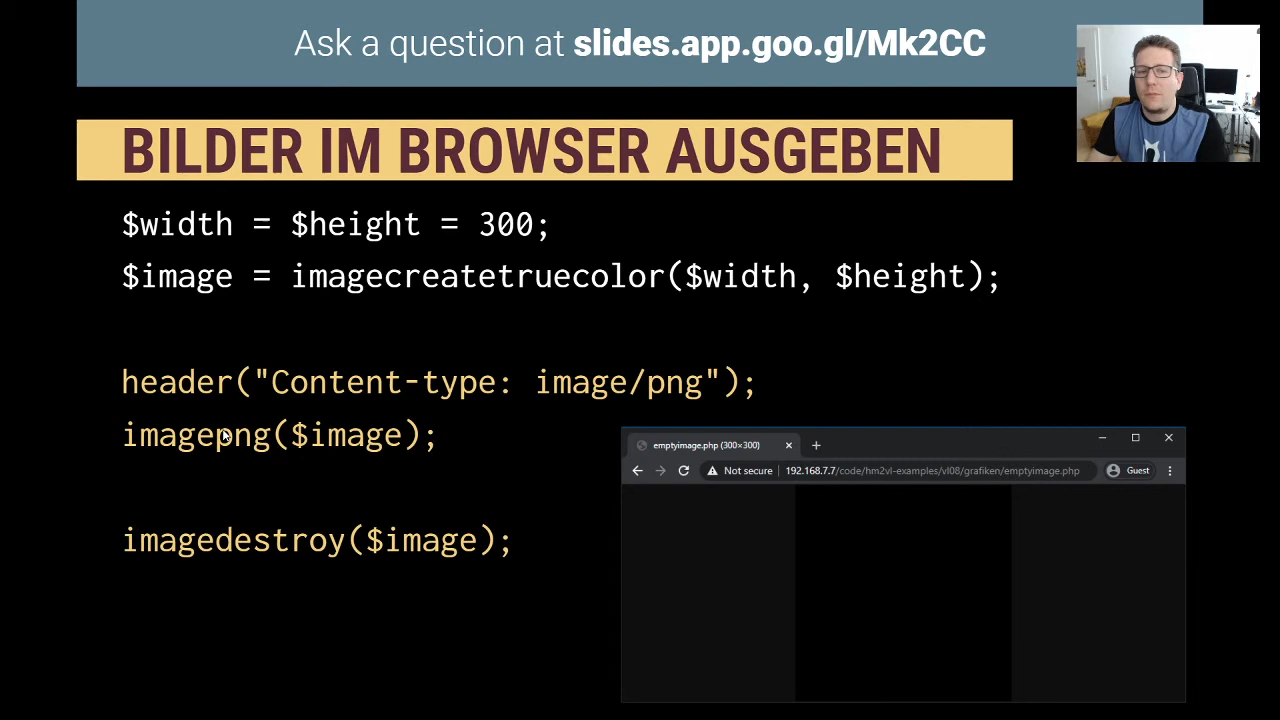 Ask a question at slides.app.goo.gl/Mk2CC
BILDER IM BROWSER AUSGEBEN
$width = $height = 300;
$image = imagecreatetruecolor($width, $height);
header("Content-type: image/png");
imagepng($image);
emptyimage.php (300×300)
Not secure
192.168.7.7/code/hm2vl-examples/vl08/grafiken/emptyimage.php
Guest
imagedestroy($image);